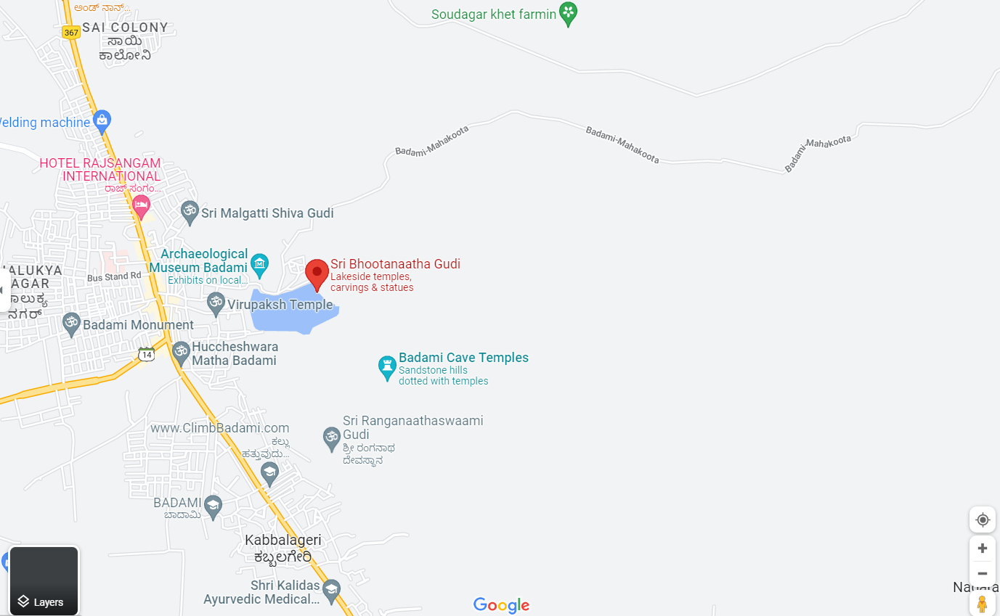 ಅಂಡ್ ನಾನ್...
367
SAI COLONY
ಸಾಯಿ
ಕಾಲೋನಿ
Soudagar khet farmin
Welding machine
Badami-Mahakoota
Badami-Mahakoota
Badami-Mahakoota
HOTEL RAJSANGAM
INTERNATIONAL
ರಾಜ್ ಸಂಗಂ...
Sri Malgatti Shiva Gudi
Archaeological
Museum Badami
Exhibits on local...
Sri Bhootanaatha Gudi
Lakeside temples,
carvings & statues
ALUKYA
AGAR
ಾಲುಕ್ಯ
ನಗರ್
Bus Stand Rd
Virupaksh Temple
Badami Monument
14
Huccheshwara
Matha Badami
Badami Cave Temples
Sandstone hills
dotted with temples
www.ClimbBadami.com
ಕಲ್ಲು
ಹತ್ತುವುದು...
Sri Ranganaathaswaami
Gudi
ಶ್ರೀ ರಂಗನಾಥ
ದೇವಸ್ಥಾನ
BADAMI
ಬಾದಾಮಿ
Kabbalageri
ಕಬ್ಬಲಗೇರಿ
Shri Kalidas
Ayurvedic Medical...
Layers
Google
Nagara